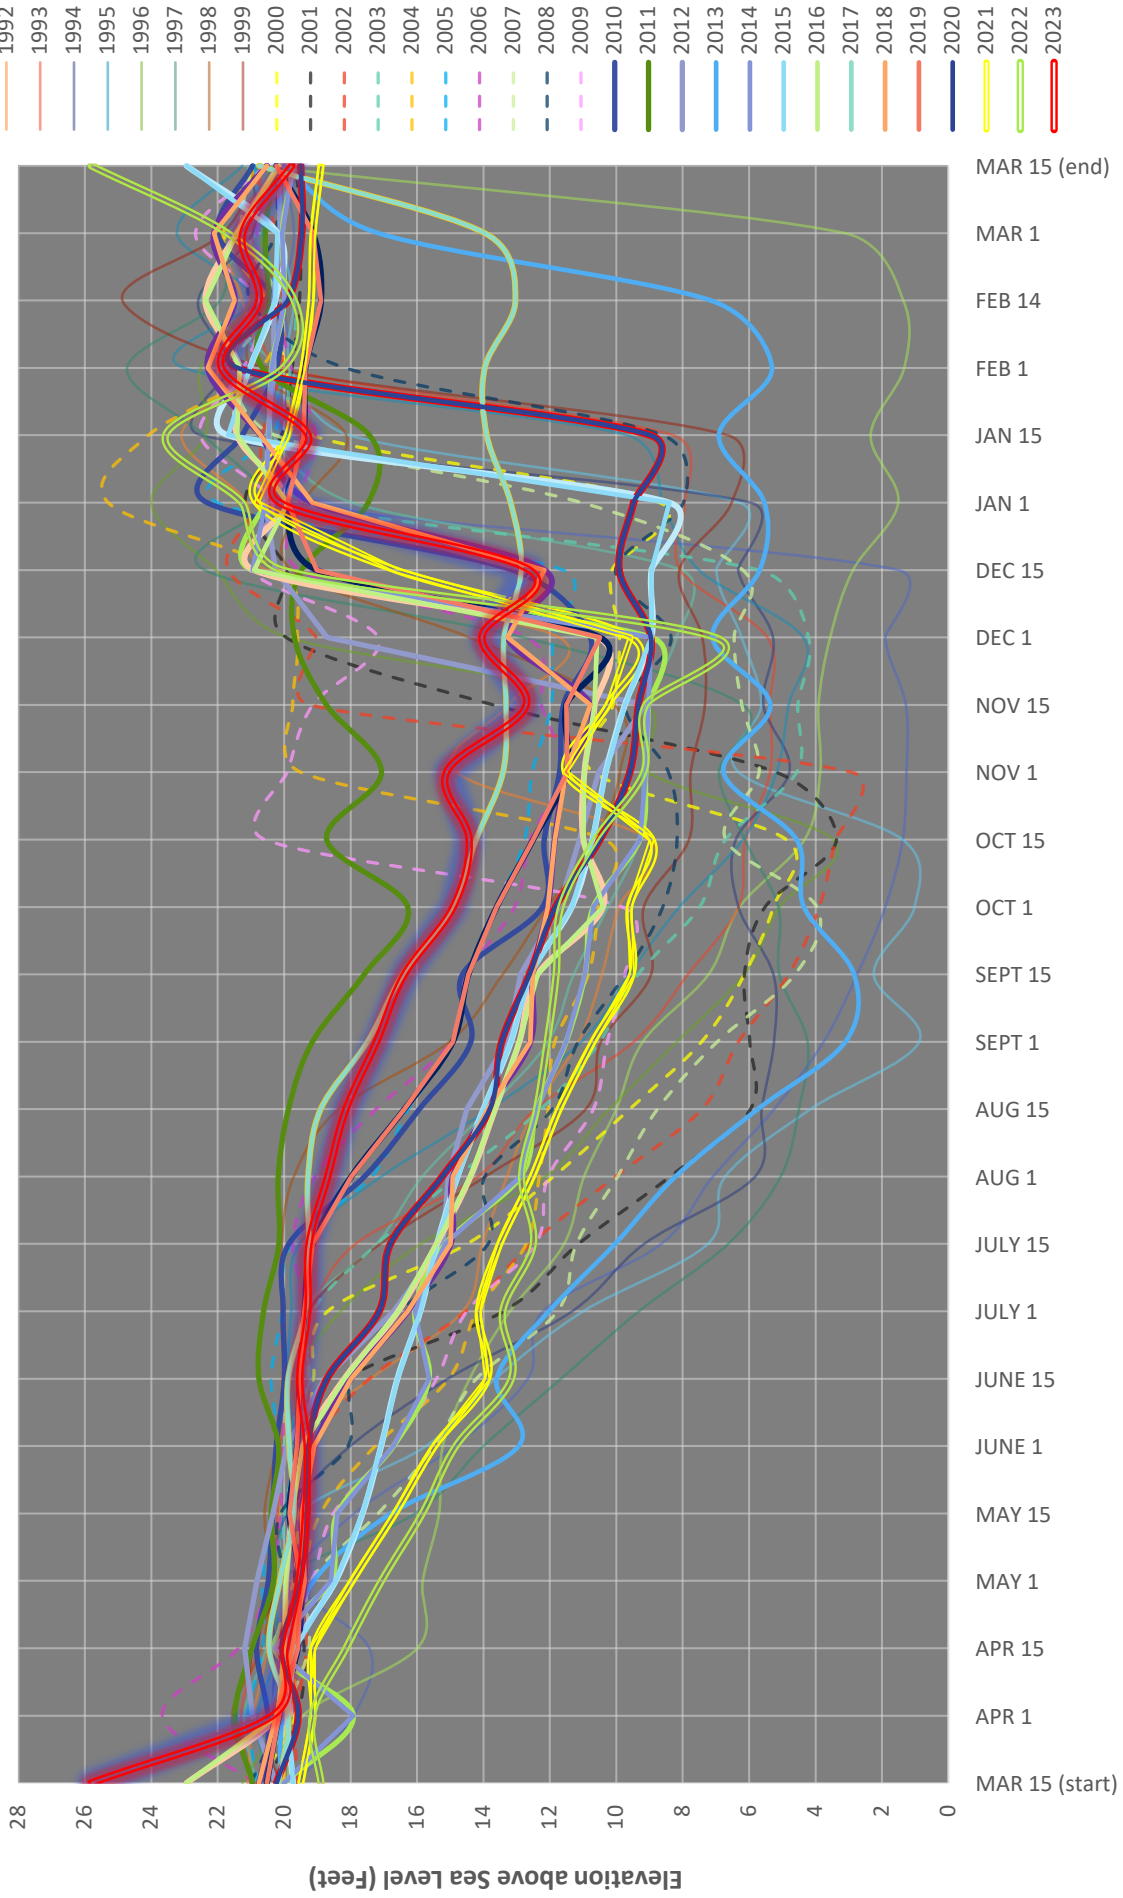 1992
1993
1994
1995
1996
1997
1998
1999
2000
2001
2002
2003
2004
2005
2006
2007
2008
2009
2010
2011
2012
2013
2014
2015
2016
2017
2018
2019
2020
2021
2022
2023
MAR 15 (end)
MAR 1
FEB 14
FEB 1
JAN 15
JAN 1
DEC 15
DEC 1
NOV 15
NOV 1
OCT 15
OCT 1
SEPT 15
SEPT 1
AUG 15
AUG 1
JULY 15
JULY 1
JUNE 15
JUNE 1
MAY 15
MAY 1
APR 15
APR 1
MAR 15 (start)
28
26
24
22
20
18
16
14
12
10
8
6
4
2
0
Elevation above Sea Level (Feet)